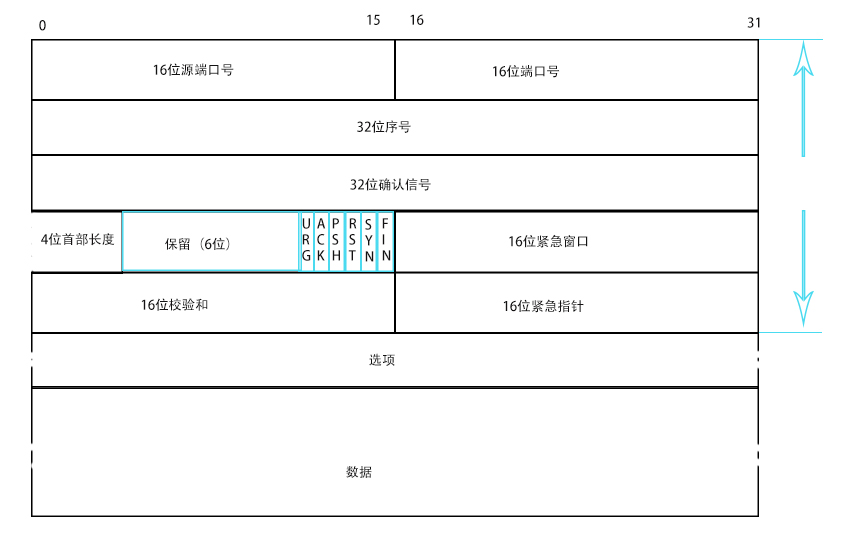 0 15 16 31
16位源端口号 16位端口号
32位序号
32位确认信号
4位首部长度 保留（6位） URG ACK PSH RST SYN FIN 16位紧急窗口
16位校验和 16位紧急指针
选项
数据